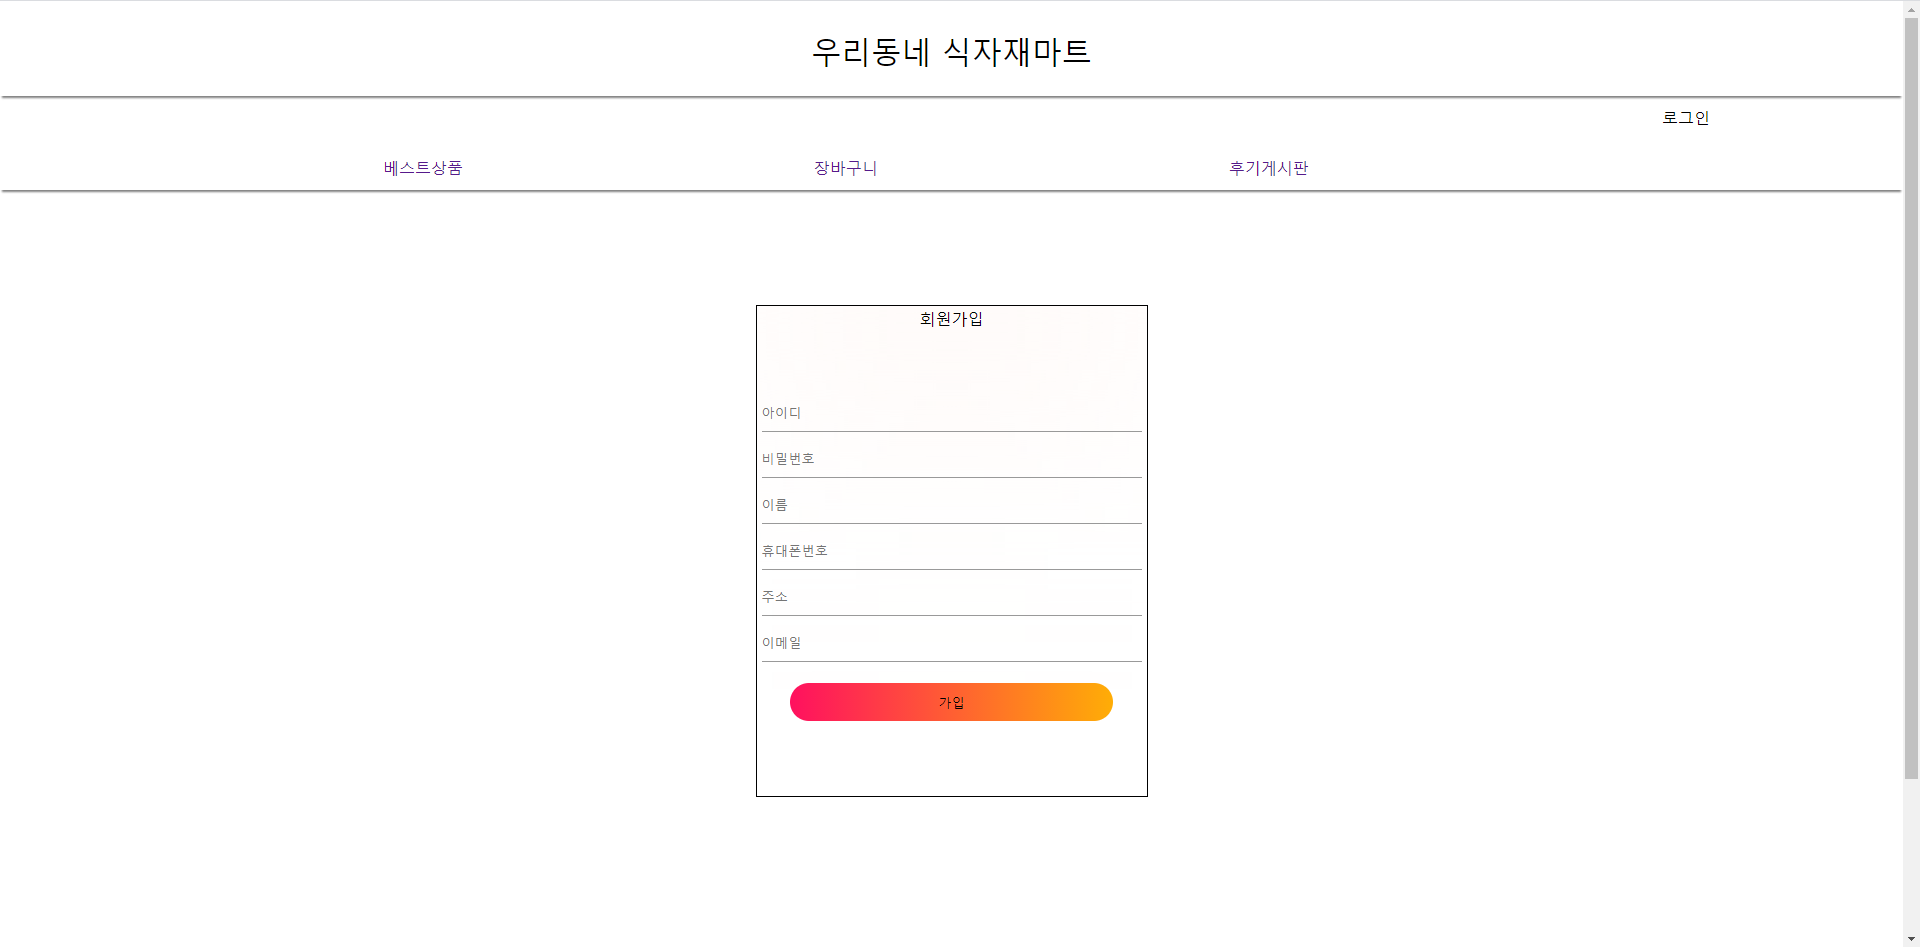 우리동네 식자재마트
로그인
베스트상품 장바구니 후기게시판
회원가입
아이디
비밀번호
이름
휴대폰번호
주소
이메일
가입